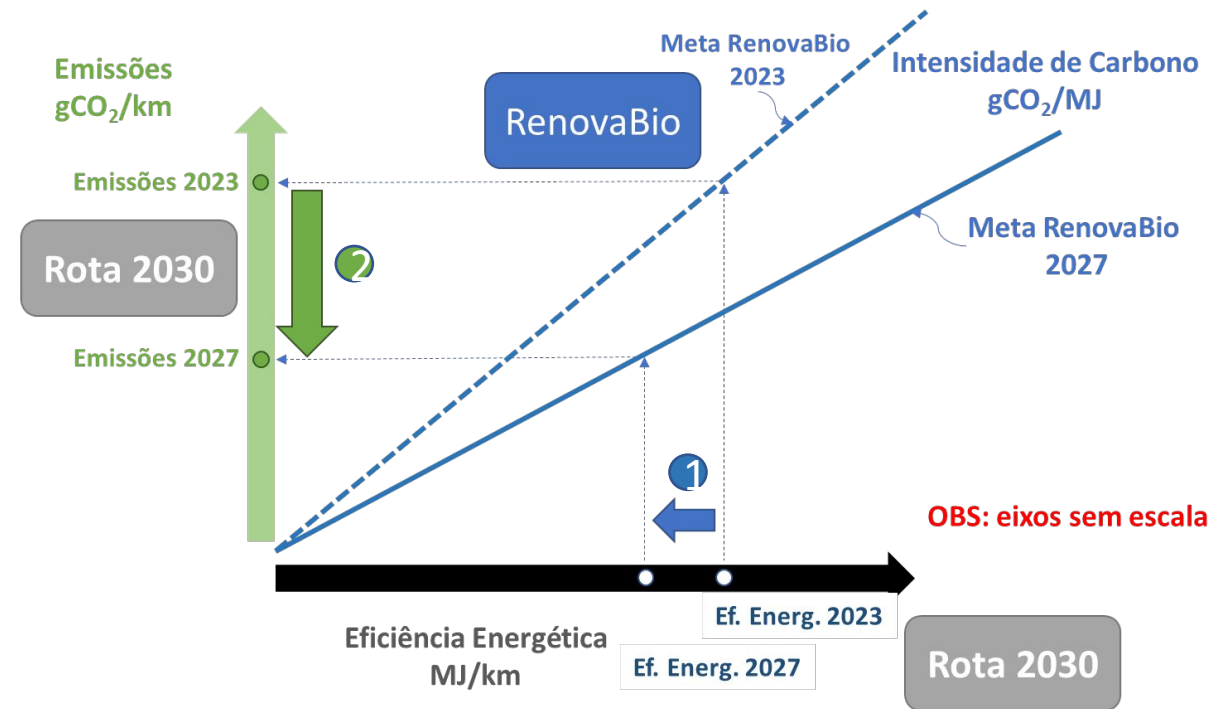 Meta RenovaBio
2023
Emissões
gCO₂/km
Intensidade de Carbono
gCO₂/MJ
RenovaBio
Emissões 2023
Rota 2030
2
Meta RenovaBio
2027
Emissões 2027
1
OBS: eixos sem escala
Ef. Energ. 2023
Eficiência Energética
MJ/km
Ef. Energ. 2027
Rota 2030